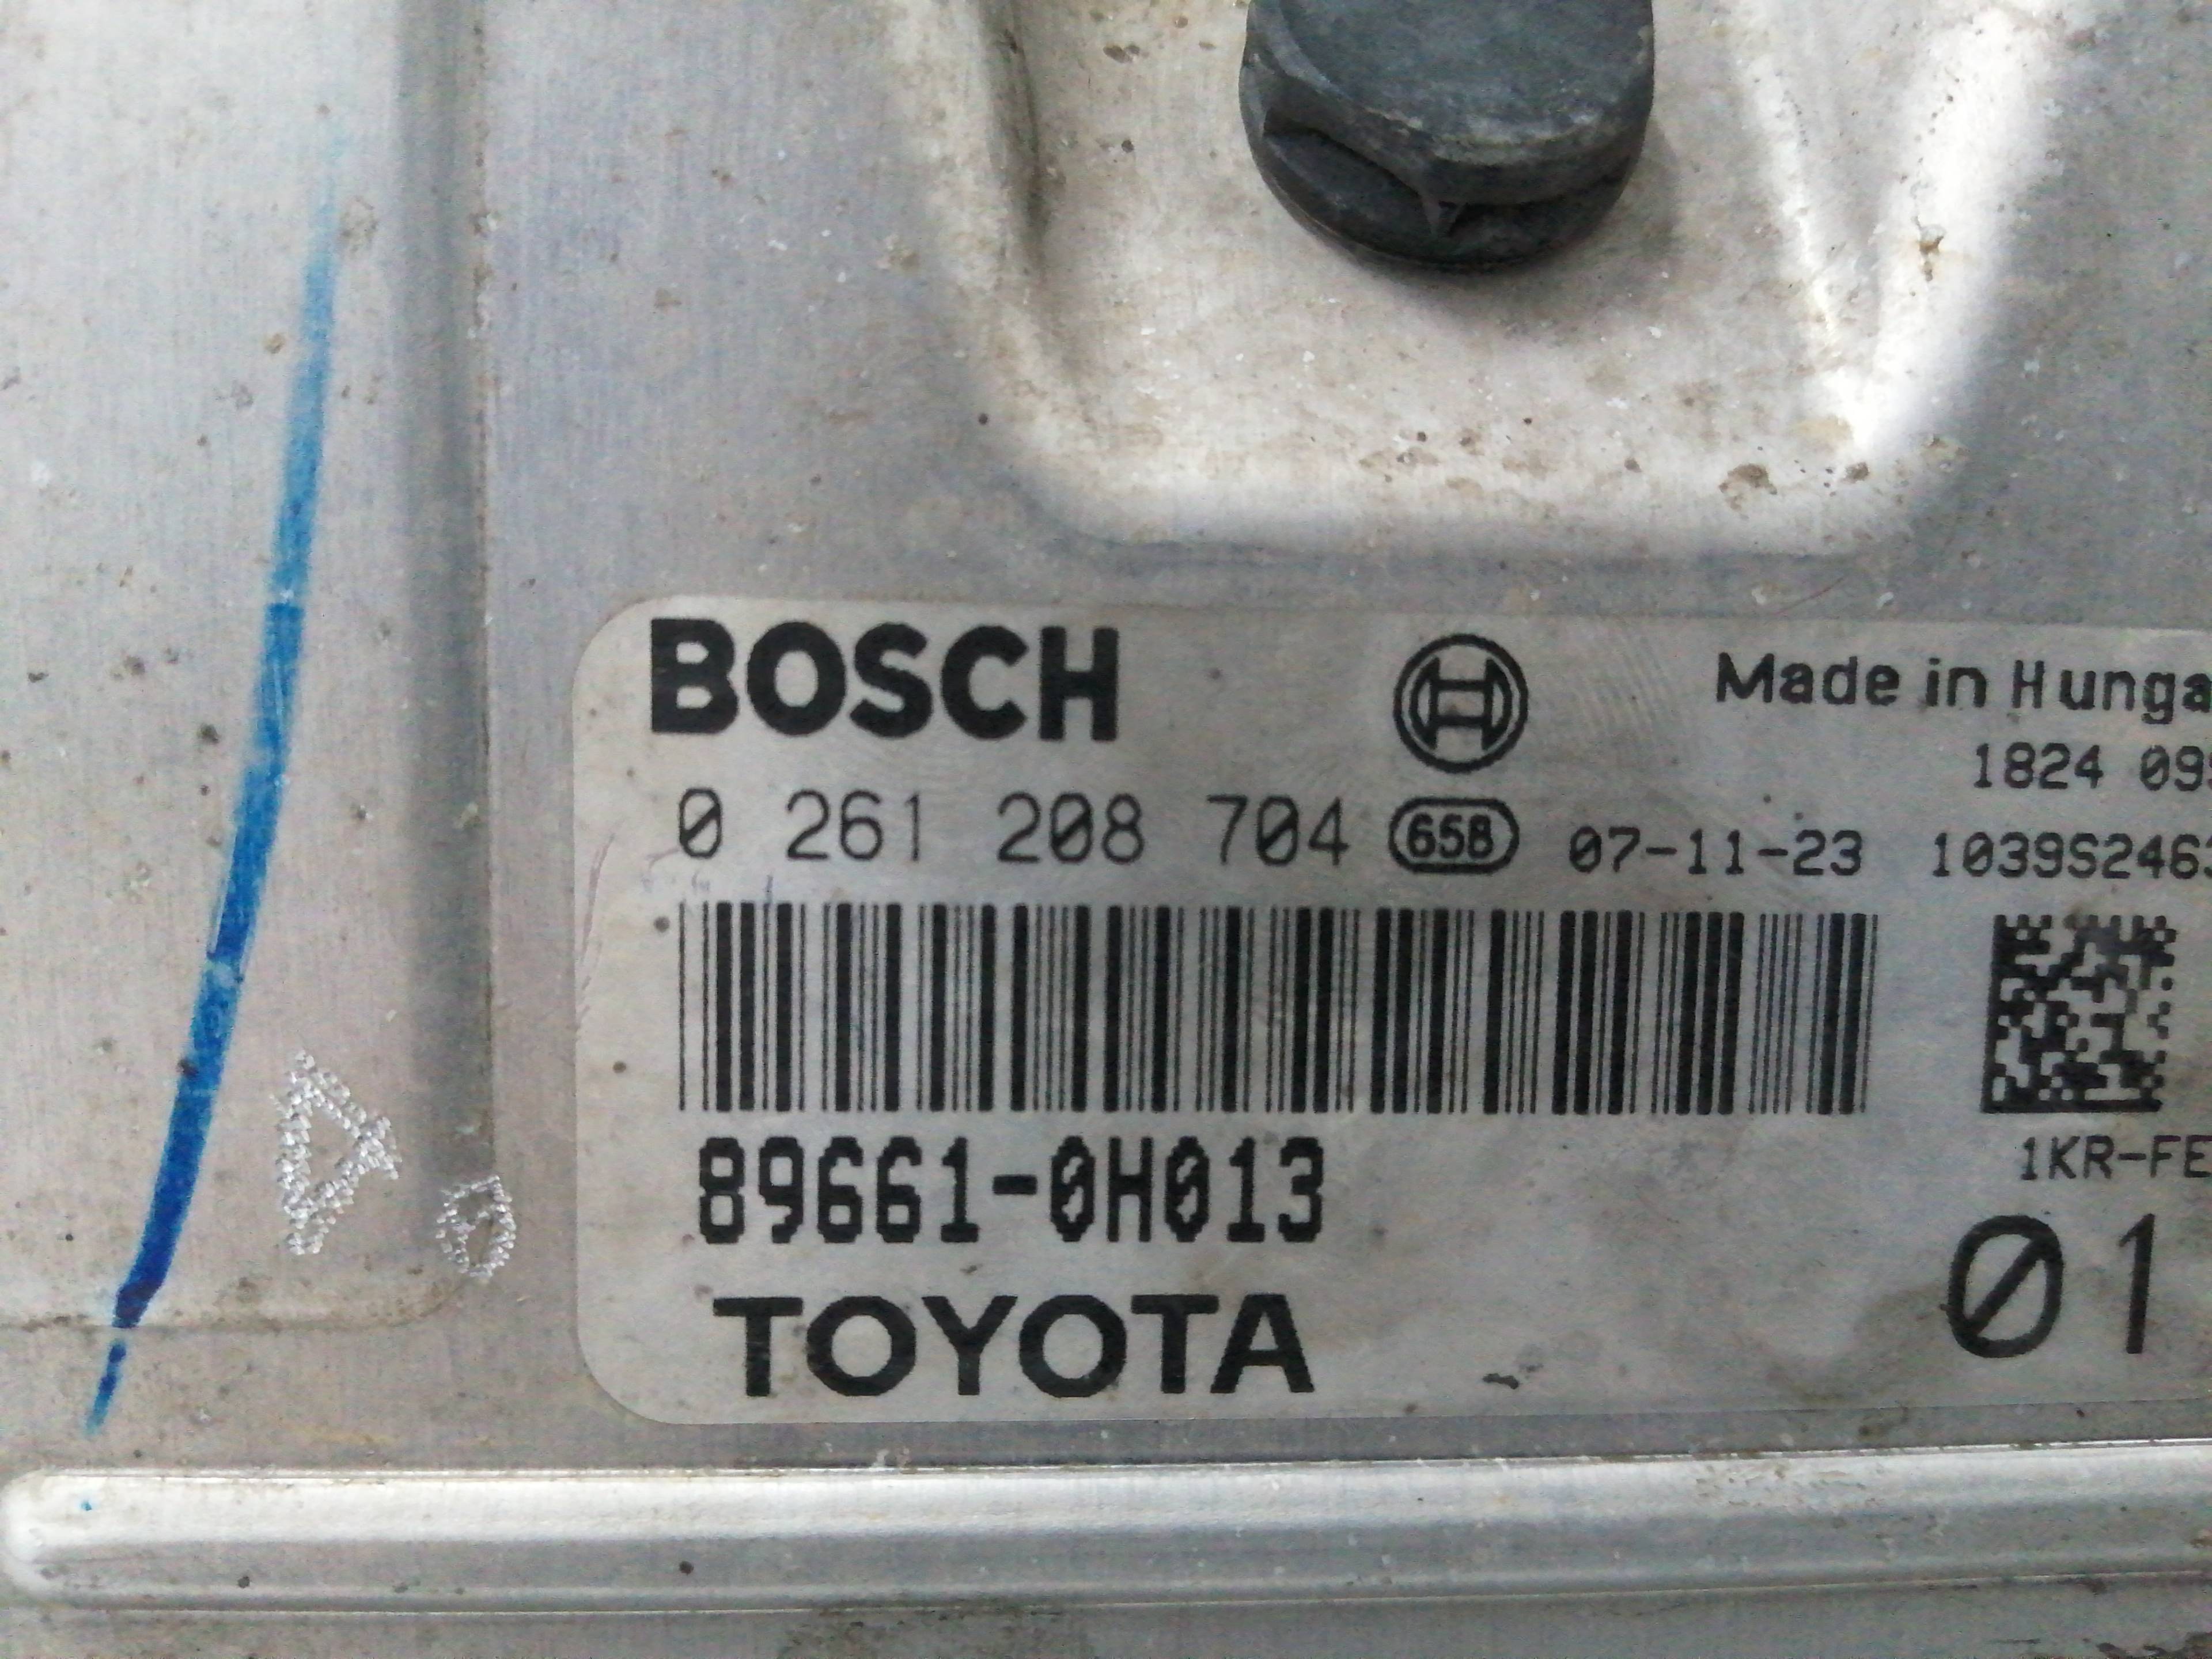 BOSCH
Made in Hunga
1824 09
0 261 208 704 658 07-11-23 1039S2463
89661-0H013
1KR-FE
01
TOYOTA